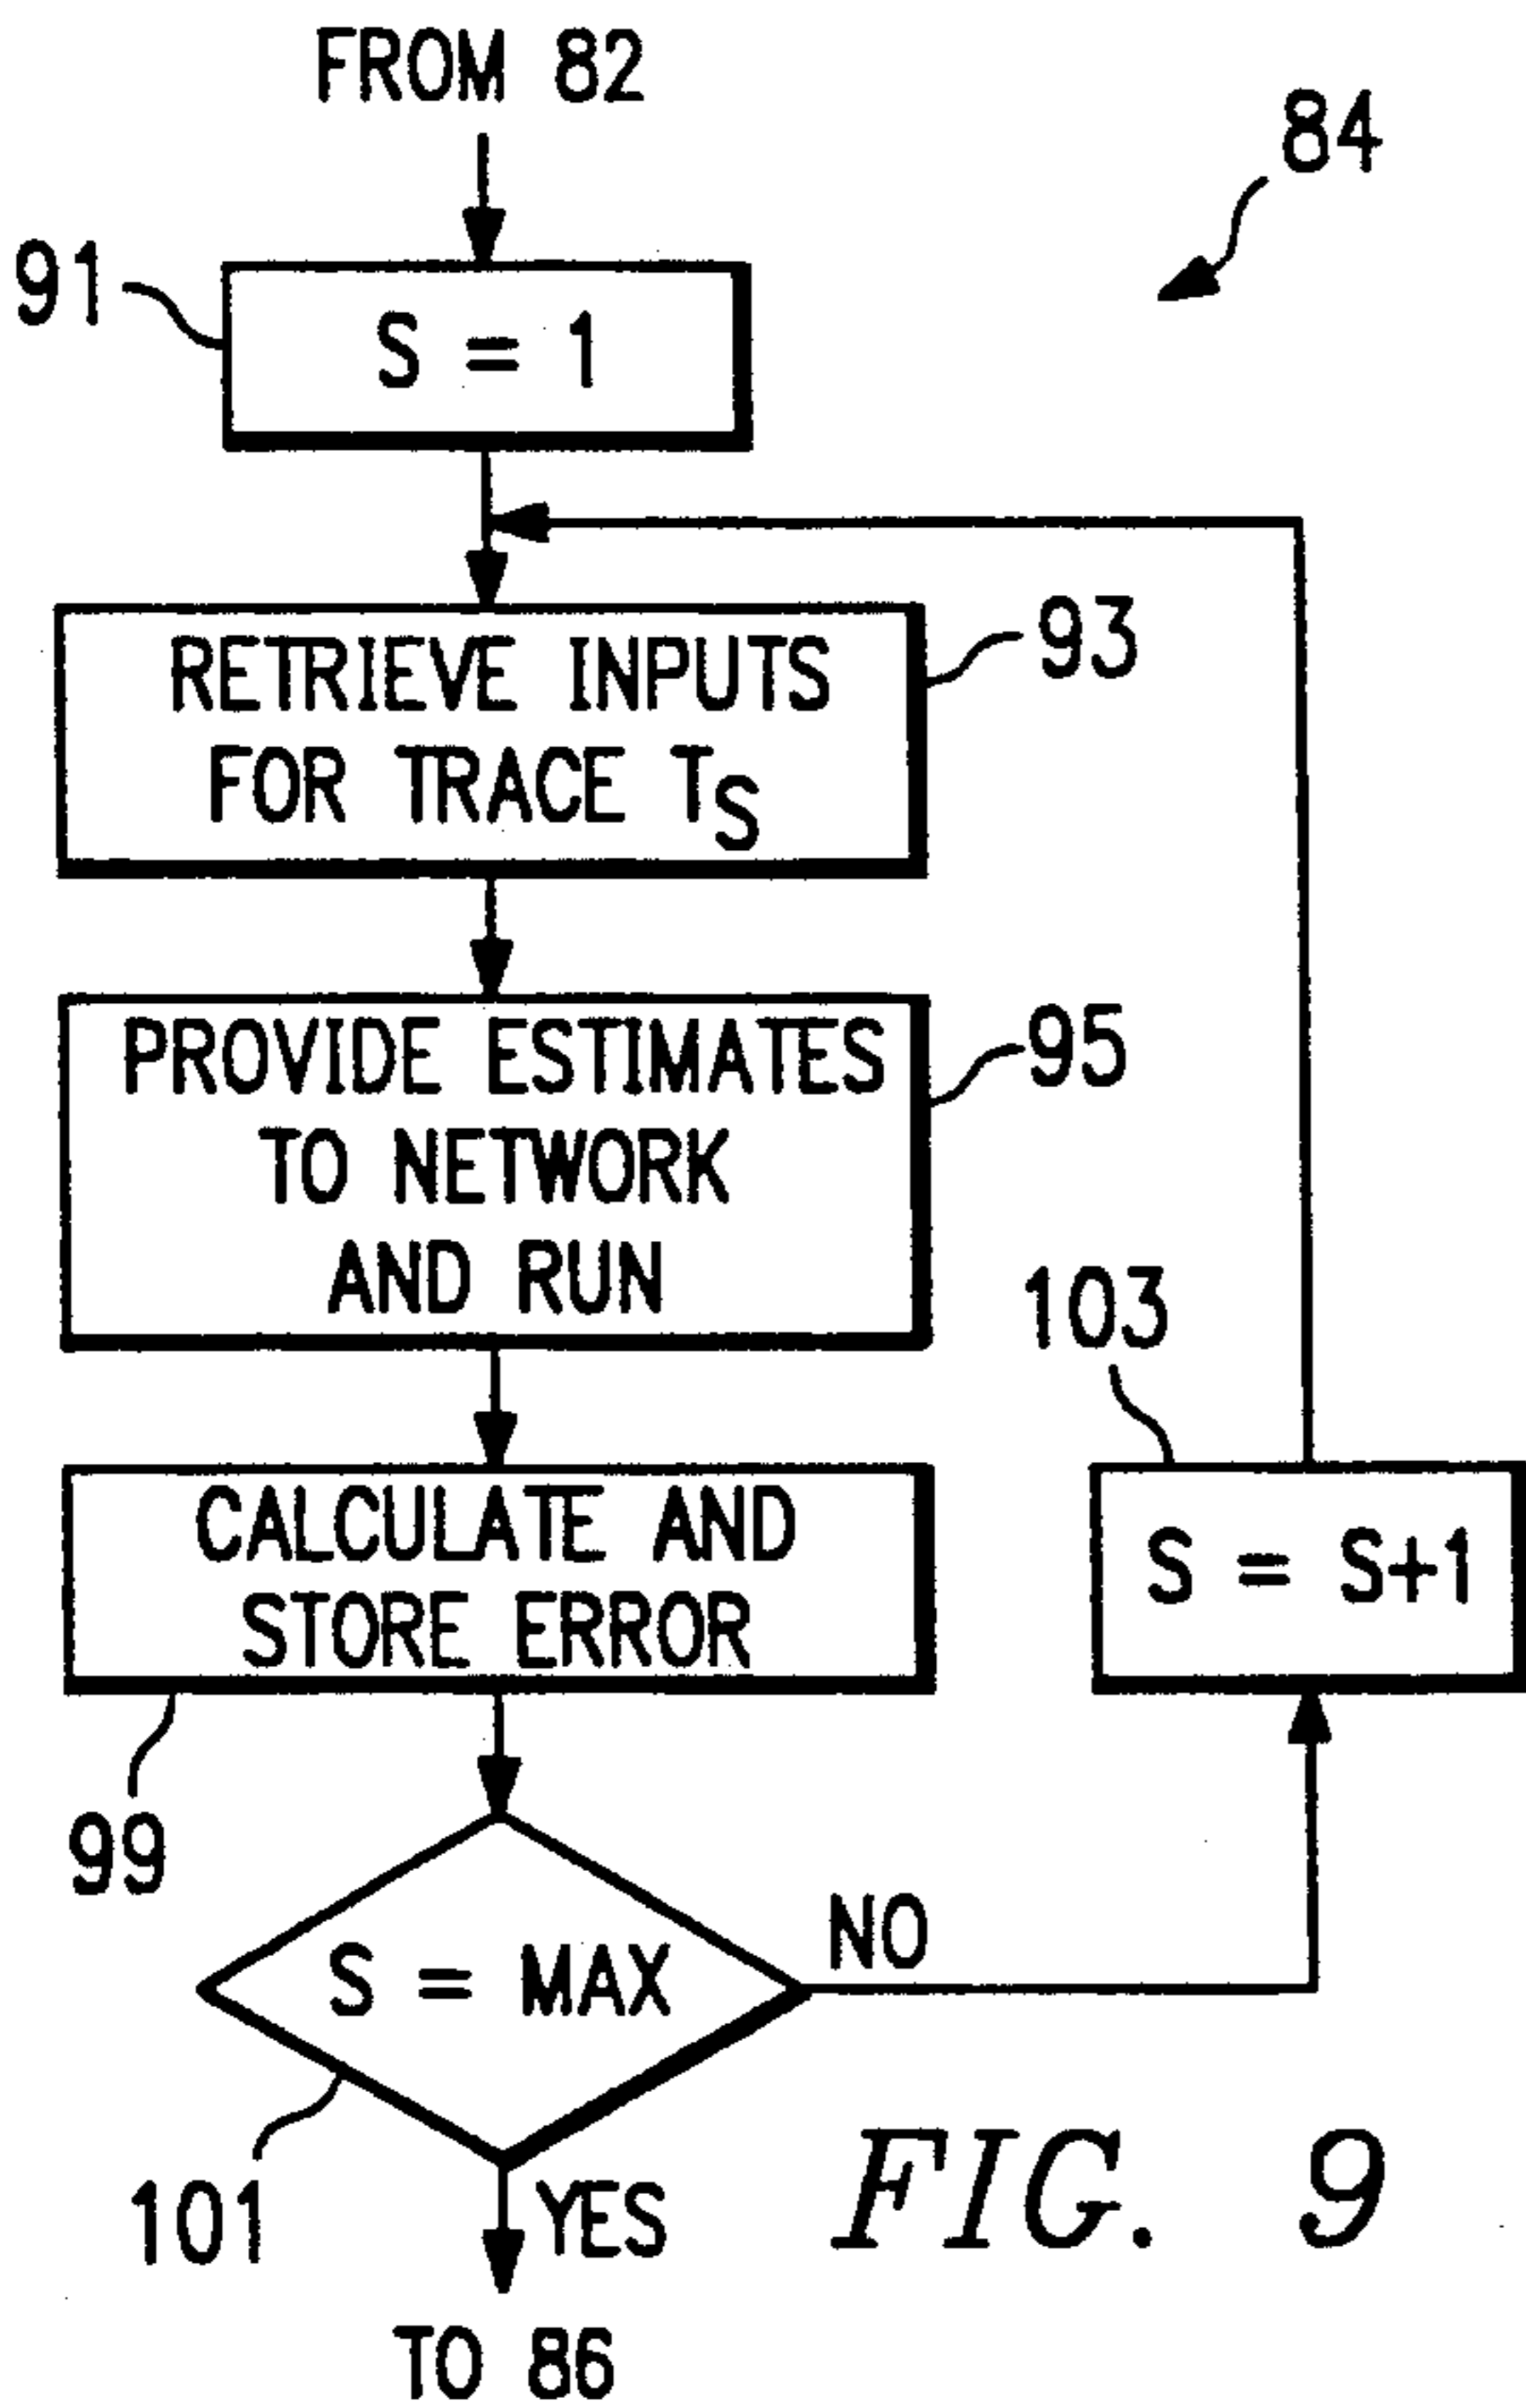 FROM 82
84
91
S = 1
RETRIEVE INPUTS
FOR TRACE TS
93
PROVIDE ESTIMATES
TO NETWORK
AND RUN
95
103
CALCULATE AND
STORE ERROR
S = S+1
99
S = MAX
NO
101
YES
FIG. 9
TO 86